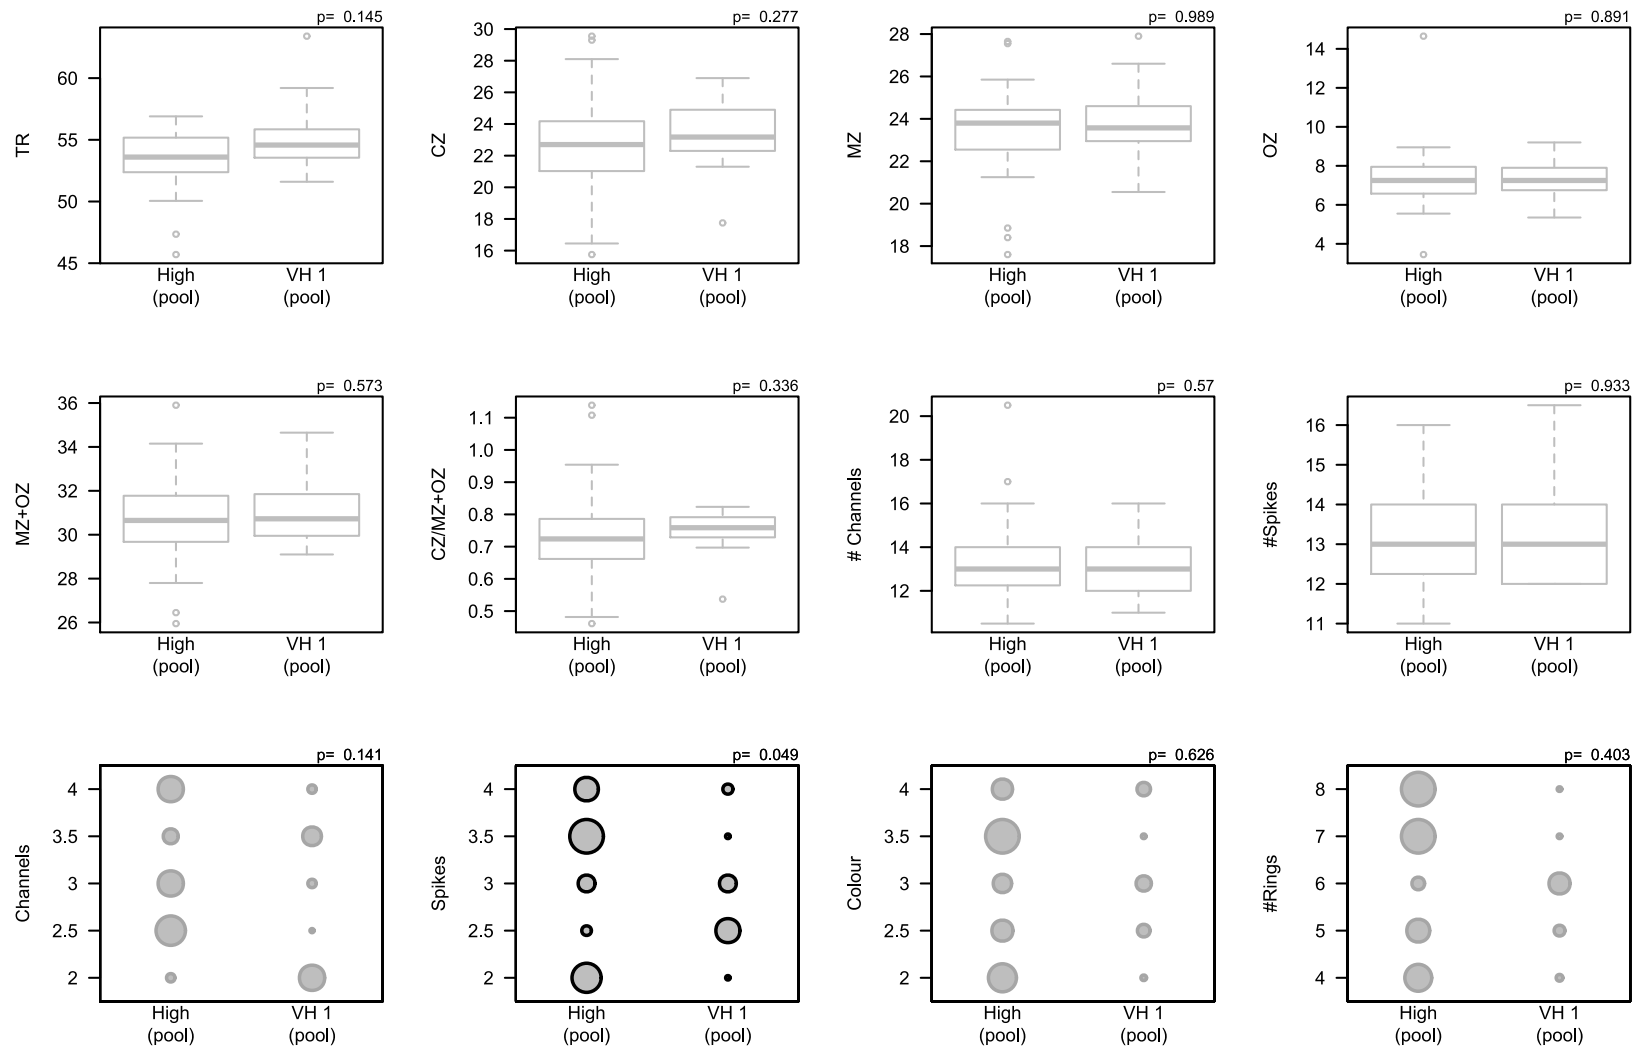 p= 0.145
TR
60
55
50
45
High (pool)
VH 1 (pool)
p= 0.277
CZ
30
28
26
24
22
20
18
16
High (pool)
VH 1 (pool)
p= 0.989
MZ
28
26
24
22
20
18
High (pool)
VH 1 (pool)
p= 0.891
OZ
14
12
10
8
6
4
High (pool)
VH 1 (pool)
p= 0.573
MZ+OZ
36
34
32
30
28
26
High (pool)
VH 1 (pool)
p= 0.336
CZ/MZ+OZ
1.1
1.0
0.9
0.8
0.7
0.6
0.5
High (pool)
VH 1 (pool)
p= 0.57
# Channels
20
18
16
14
12
High (pool)
VH 1 (pool)
p= 0.933
#Spikes
16
15
14
13
12
11
High (pool)
VH 1 (pool)
p= 0.141
Channels
4
3.5
3
2.5
2
High (pool)
VH 1 (pool)
p= 0.049
Spikes
4
3.5
3
2.5
2
High (pool)
VH 1 (pool)
p= 0.626
Colour
4
3.5
3
2.5
2
High (pool)
VH 1 (pool)
p= 0.403
#Rings
8
7
6
5
4
High (pool)
VH 1 (pool)